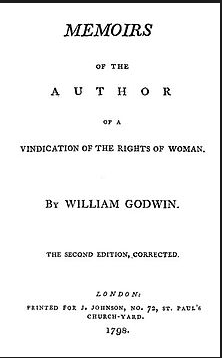 MEMOIRS
OF THE
AUTHOR
OF A
VINDICATION OF THE RIGHTS OF WOMAN.
BY WILLIAM GODWIN.
THE SECOND EDITION, CORRECTED.
LONDON:
PRINTED FOR J. JOHNSON, NO. 72, ST. PAUL'S
CHURCH-YARD.
1798.